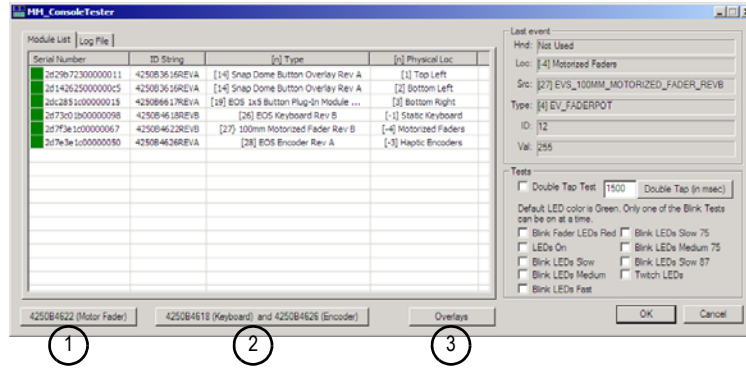 MM_ConsoleTester
Module List Log File
Serial Number ID String [n] Type [n] Physical Loc
2d29b72300000011 4250B3616REVA [14] Snap Dome Button Overlay Rev A [1] Top Left
2d142625000000c5 4250B3616REVA [14] Snap Dome Button Overlay Rev A [2] Bottom Left
2dc2851c00000015 4250B6617REVA [19] EOS 1x5 Button Plug-In Module ... [3] Bottom Right
2d73c01b00000098 4250B4618REVB [26] EOS Keyboard Rev B [-1] Static Keyboard
2d7f3e1c00000067 4250B4622REVB [27} 100mm Motorized Fader Rev B [-4] Motorized Faders
2d7e3e1c00000050 4250B4626REVA [28] EOS Encoder Rev A [-3] Haptic Encoders
4250B4622 (Motor Fader)
4250B4618 (Keyboard) and 4250B4626 (Encoder)
Overlays
1
2
3
Last event
Hnd: Not Used
Loc: [-4] Motorized Faders
Src: [27] EVS_100MM_MOTORIZED_FADER_REVB
Type: [4] EV_FADERPOT
ID: 12
Val: 255
Tests
Double Tap Test 1500 Double Tap (in msec)
Default LED color is Green. Only one of the Blink Tests
can be on at a time.
Blink Fader LEDs Red Blink LEDs Slow 75
LEDs On Blink LEDs Medium 75
Blink LEDs Slow Blink LEDs Slow 87
Blink LEDs Medium Twitch LEDs
Blink LEDs Fast
OK Cancel